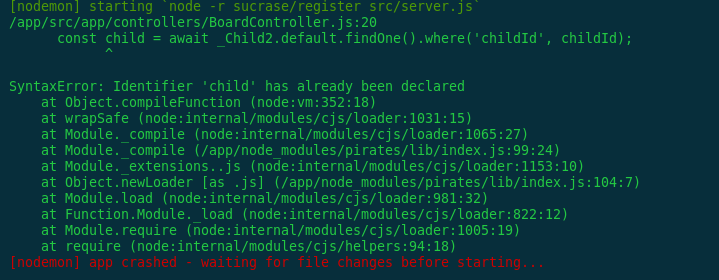 [nodemon] starting `node -r sucrase/register src/server.js`
/app/src/app/controllers/BoardController.js:20
      const child = await _Child2.default.findOne().where('childId', childId);
            ^

SyntaxError: Identifier 'child' has already been declared
    at Object.compileFunction (node:vm:352:18)
    at wrapSafe (node:internal/modules/cjs/loader:1031:15)
    at Module._compile (node:internal/modules/cjs/loader:1065:27)
    at Module._compile (/app/node_modules/pirates/lib/index.js:99:24)
    at Module._extensions..js (node:internal/modules/cjs/loader:1153:10)
    at Object.newLoader [as .js] (/app/node_modules/pirates/lib/index.js:104:7)
    at Module.load (node:internal/modules/cjs/loader:981:32)
    at Function.Module._load (node:internal/modules/cjs/loader:822:12)
    at Module.require (node:internal/modules/cjs/loader:1005:19)
    at require (node:internal/modules/cjs/helpers:94:18)
[nodemon] app crashed - waiting for file changes before starting...